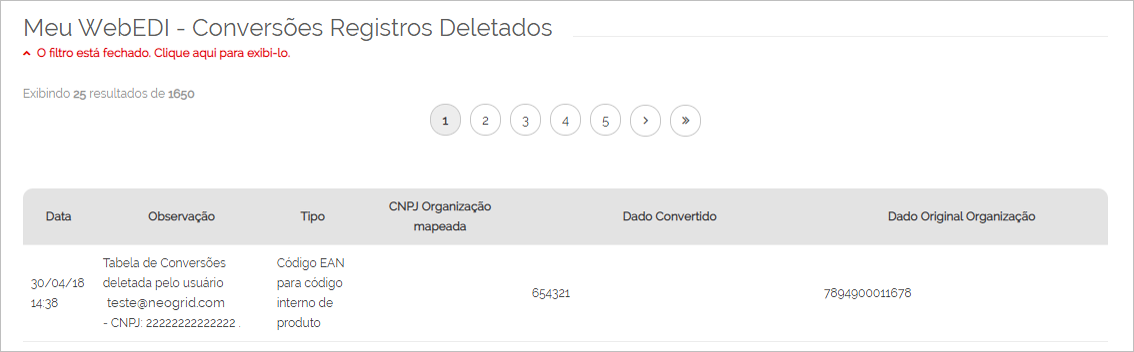 Meu WebEDI - Conversões Registros Deletados
O filtro está fechado. Clique aqui para exibi-lo.
Exibindo 25 resultados de 1650
1 2 3 4 5 › »
Data Observação Tipo CNPJ Organização mapeada Dado Convertido Dado Original Organização
30/04/18
14:38
Tabela de Conversões
deletada pelo usuário
teste@neogrid.com
- CNPJ: 22222222222222 .
Código EAN
para código
interno de
produto
654321
7894900011678